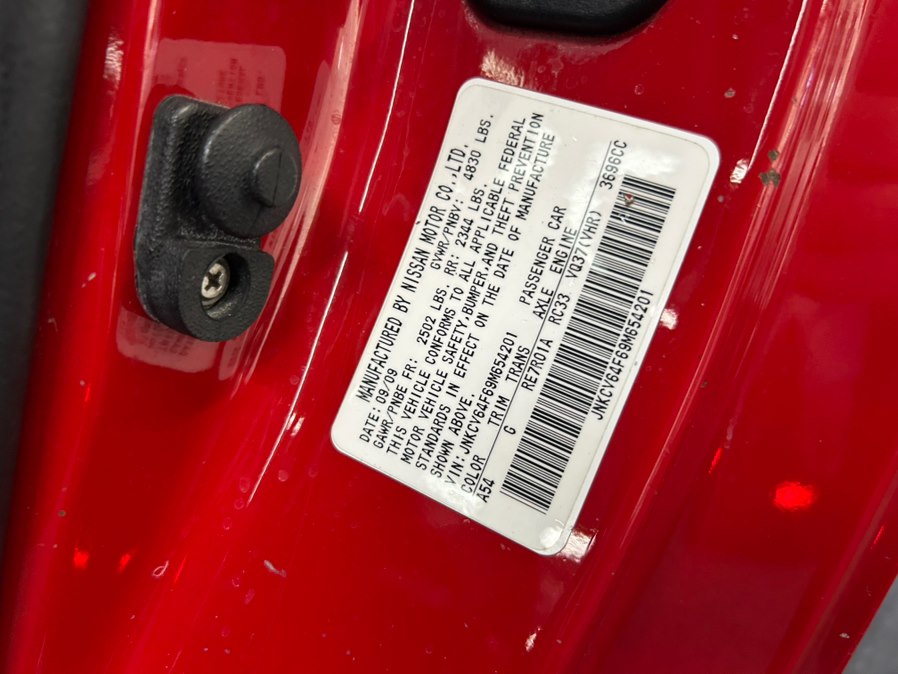 MANUFACTURED BY NISSAN MOTOR CO.,LTD.
DATE: 09/09 GVWR/PNBV: 4830 LBS.
GAWR/PNBE FR: 2502 LBS. RR: 2344 LBS.
THIS VEHICLE CONFORMS TO ALL APPLICABLE FEDERAL
MOTOR VEHICLE SAFETY,BUMPER,AND THEFT PREVENTION
STANDARDS IN EFFECT ON THE DATE OF MANUFACTURE
SHOWN ABOVE.
VIN:JNKCV64F69M654201 PASSENGER CAR
COLOR TRIM TRANS AXLE ENGINE
A54 G RE7R01A RC33 VQ37(VHR) 3696CC
JNKCV64F69M654201